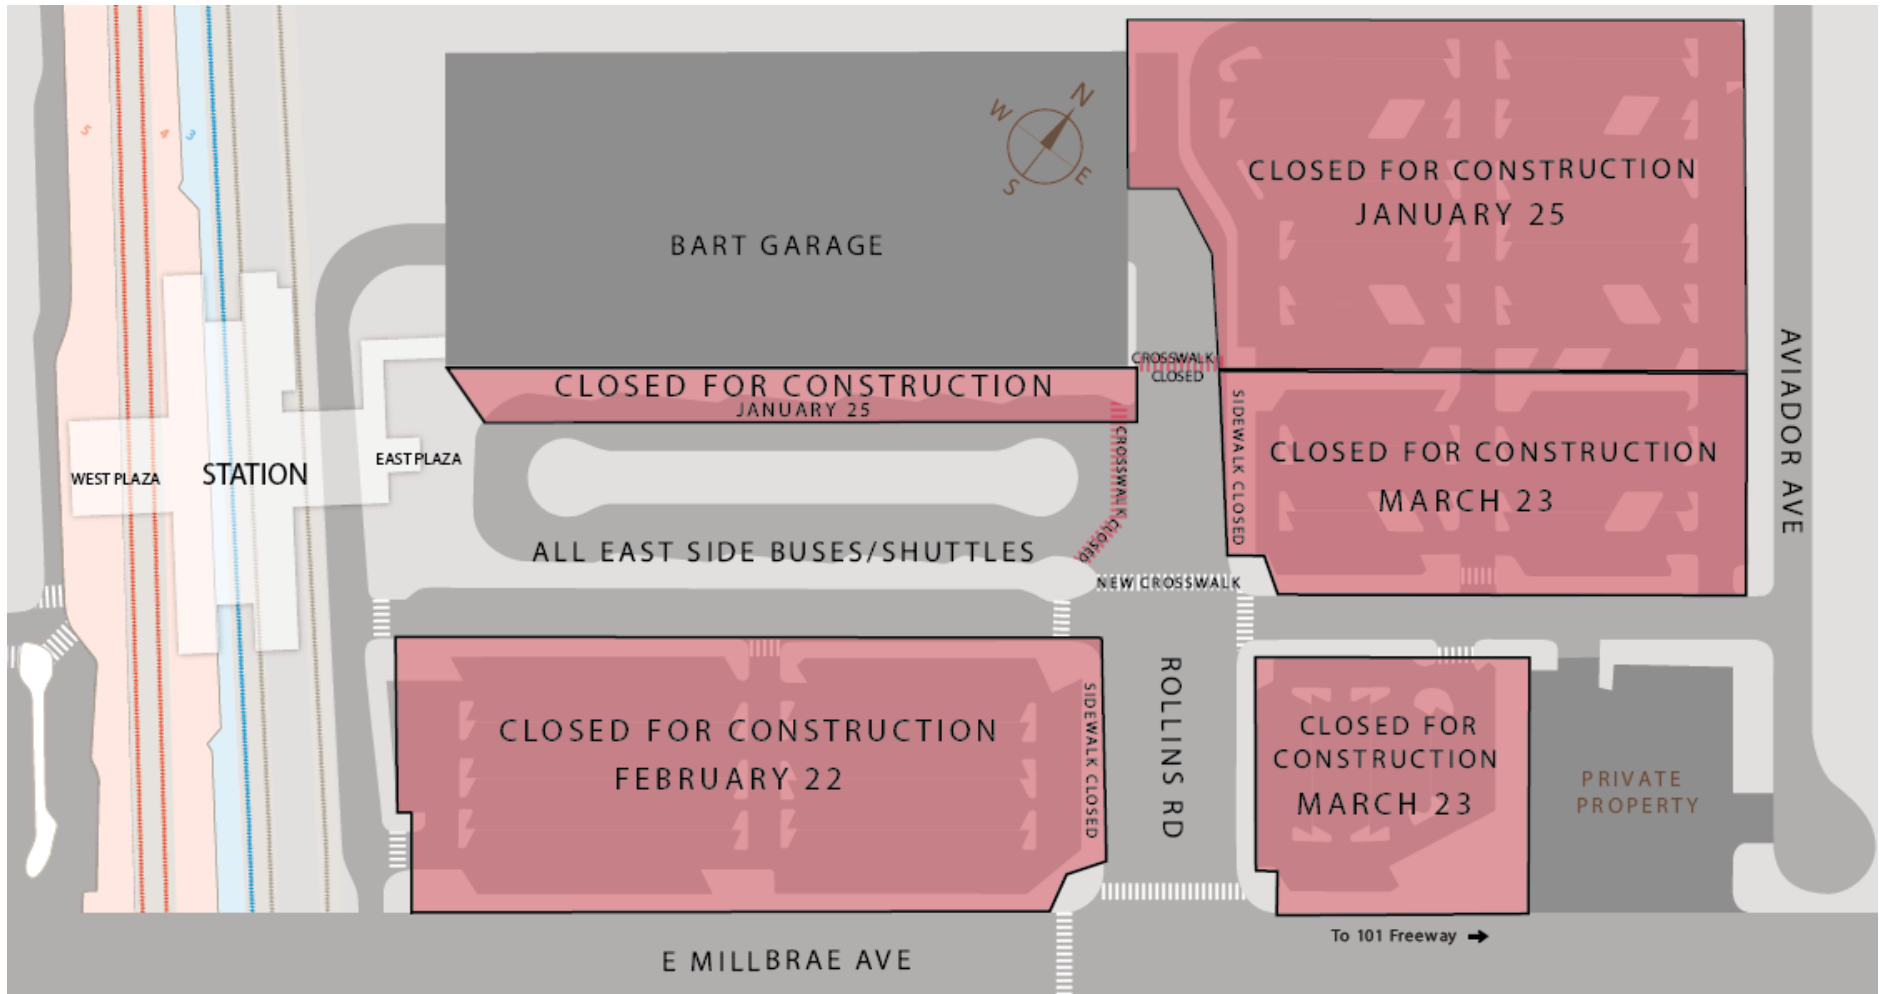 5
4
3
N
W
E
S
BART GARAGE
CLOSED FOR CONSTRUCTION
JANUARY 25
CROSSWALK
CLOSED
CLOSED FOR CONSTRUCTION
JANUARY 25
AVIADOR AVE
WEST PLAZA
STATION
EAST PLAZA
CROSSWALK
CLOSED
SIDEWALK CLOSED
CLOSED FOR CONSTRUCTION
MARCH 23
ALL EAST SIDE BUSES/SHUTTLES
NEW CROSSWALK
CLOSED FOR CONSTRUCTION
FEBRUARY 22
SIDEWALK CLOSED
ROLLINS RD
CLOSED FOR
CONSTRUCTION
MARCH 23
PRIVATE
PROPERTY
To 101 Freeway
E MILLBRAE AVE